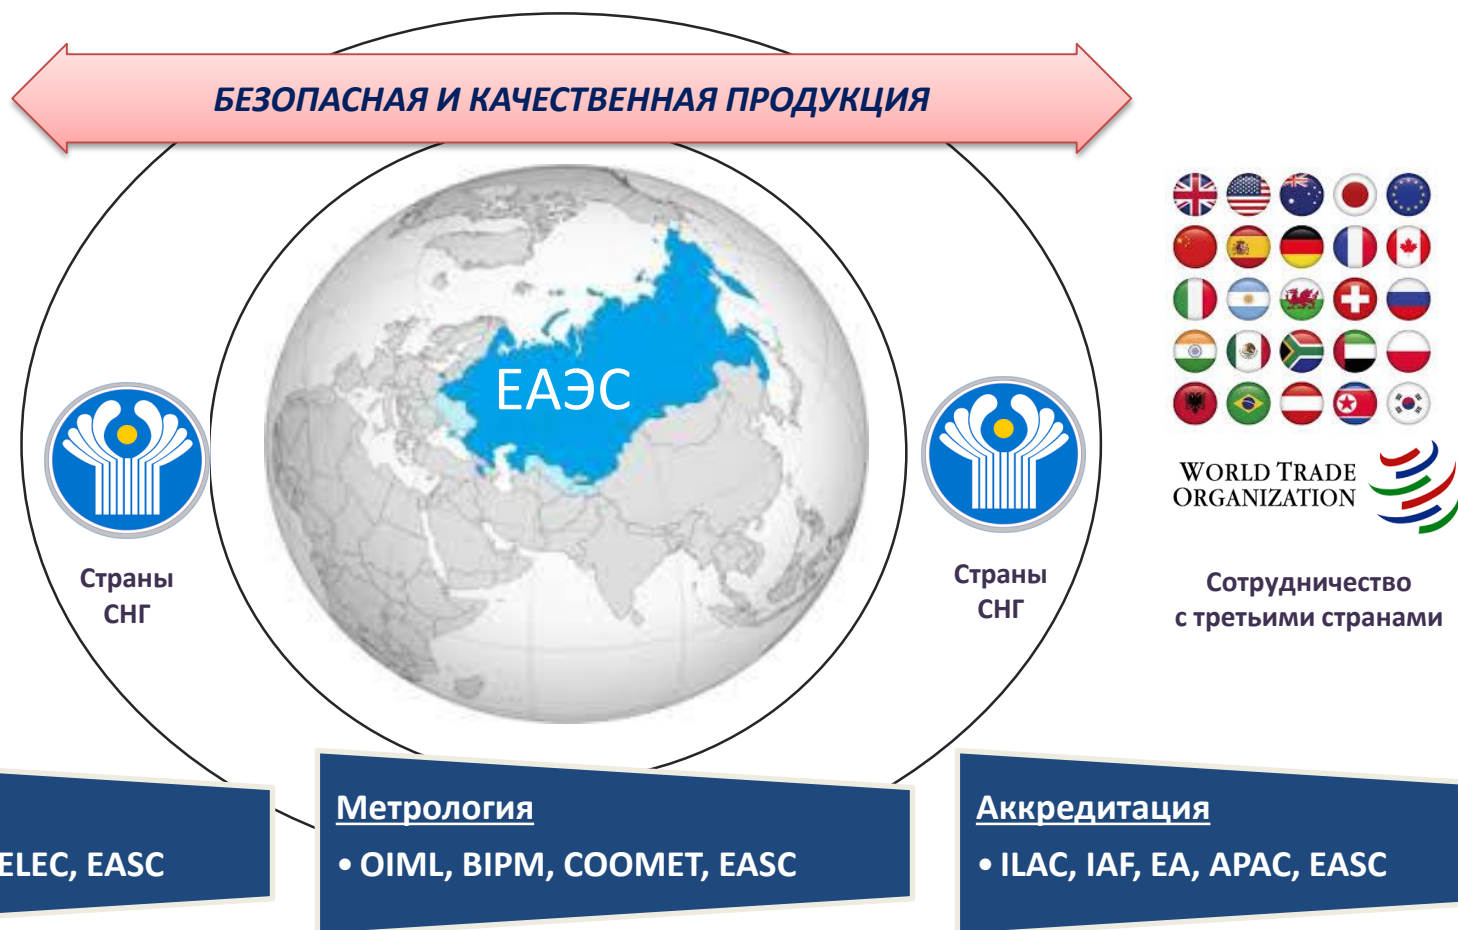 БЕЗОПАСНАЯ И КАЧЕСТВЕННАЯ ПРОДУКЦИЯ
ЕАЭС
Страны
СНГ
Страны
СНГ
WORLD TRADE
ORGANIZATION
Сотрудничество
с третьими странами
ELEC, EASC
Метрология
• OIML, BIPM, COOMET, EASC
Аккредитация
• ILAC, IAF, EA, APAC, EASC